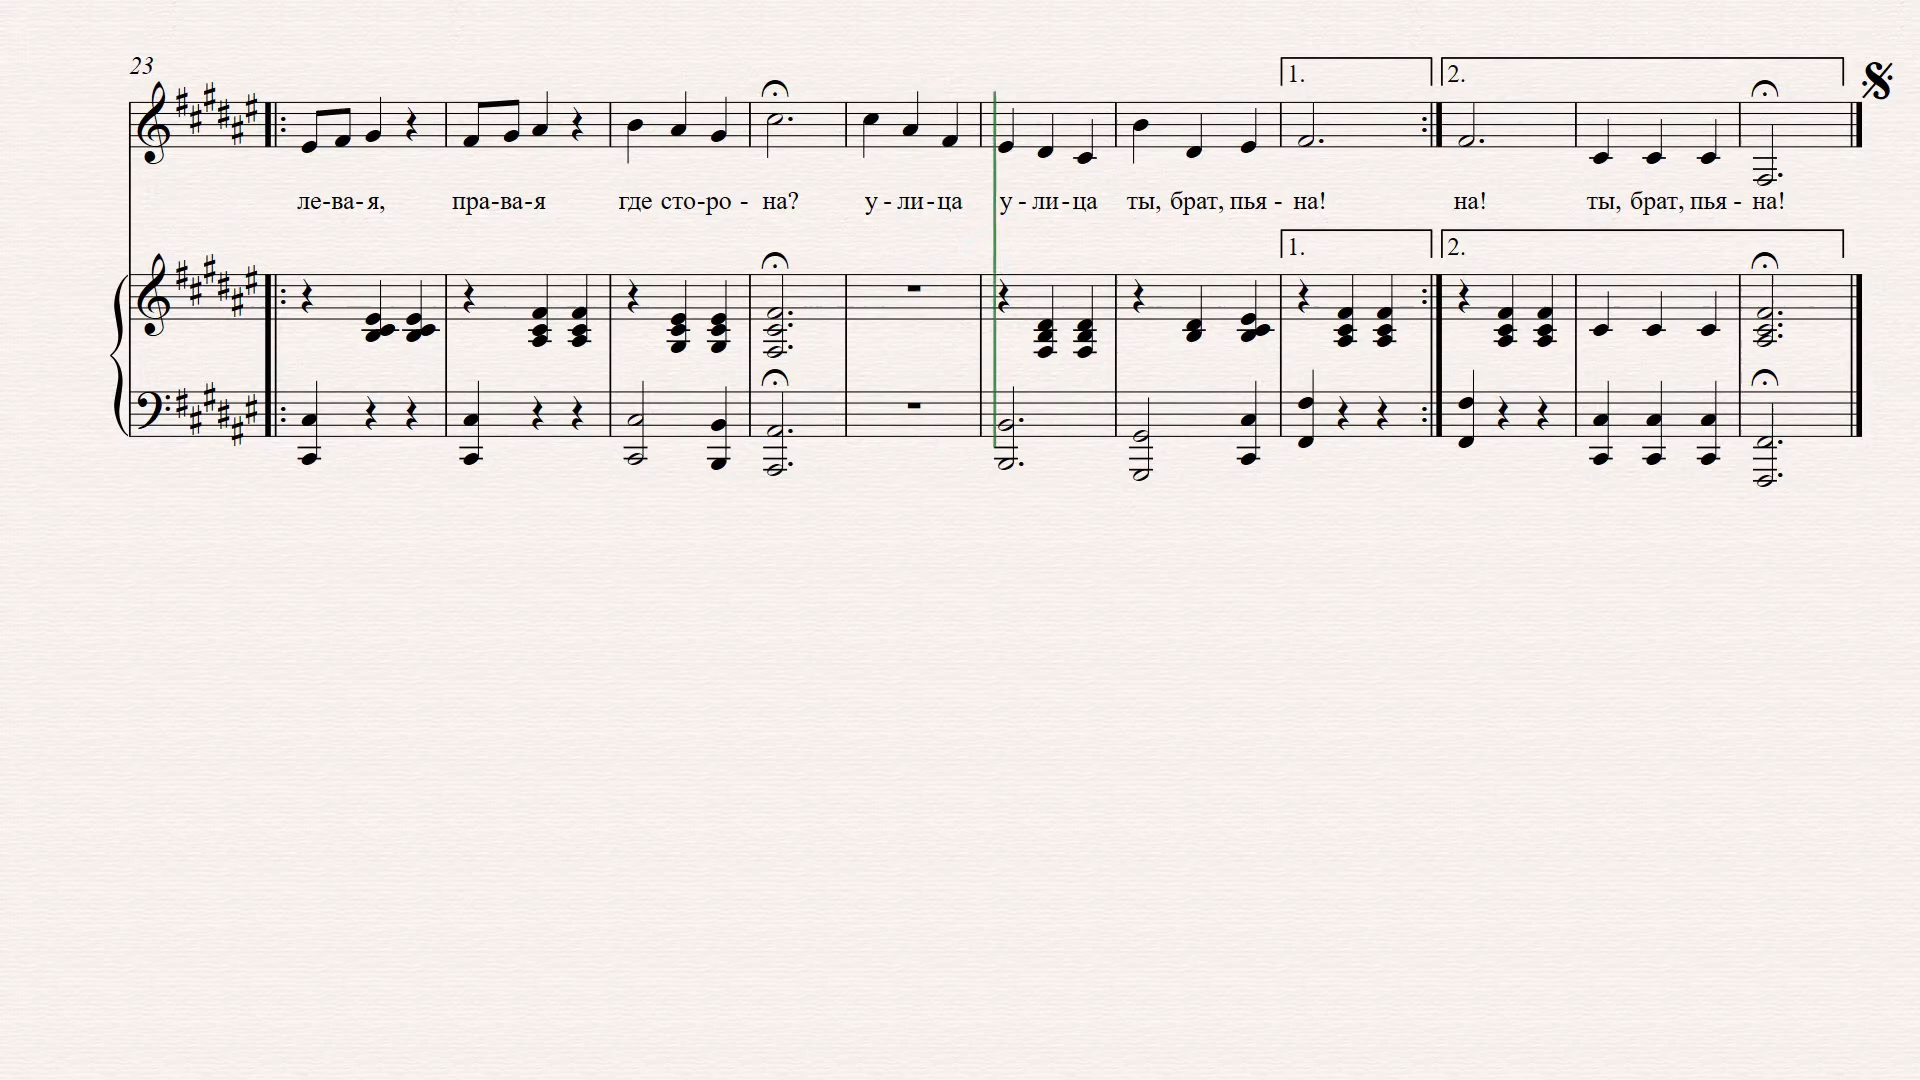 23
1. 2.
ле-ва-я, пра-ва-я где сто-ро - на? у - ли-ца у - ли-ца ты, брат, пья - на! на! ты, брат, пья - на!
1. 2.